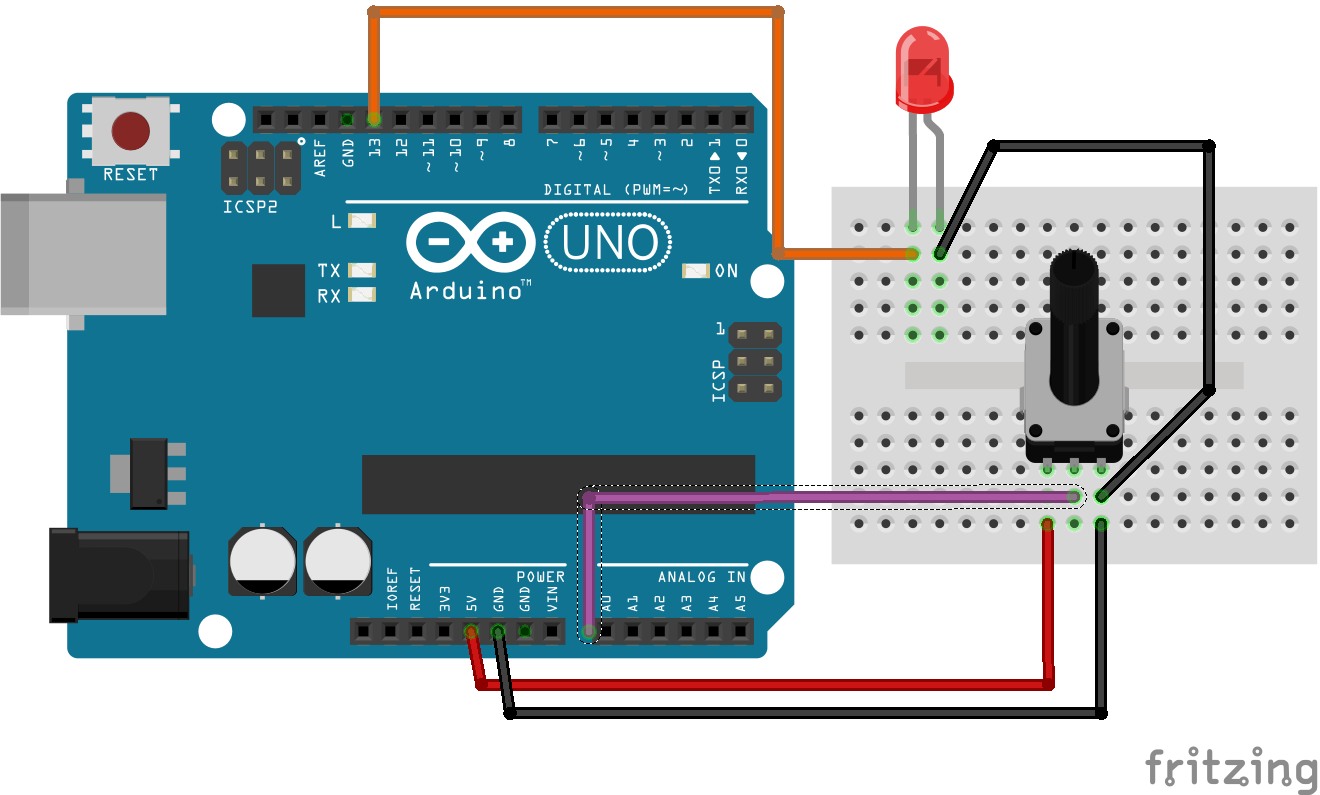 RESET
ICSP2
AREF
GND
13
12
~11
~10
~9
8
7
~6
~5
4
~3
2
TX0▶1
RX0◀0
DIGITAL (PWM=~)
L
TX
RX
UNO
Arduino™
ON
1
ICSP
IOREF
RESET
3V3
5V
GND
GND
VIN
POWER
ANALOG IN
A0
A1
A2
A3
A4
A5
fritzing